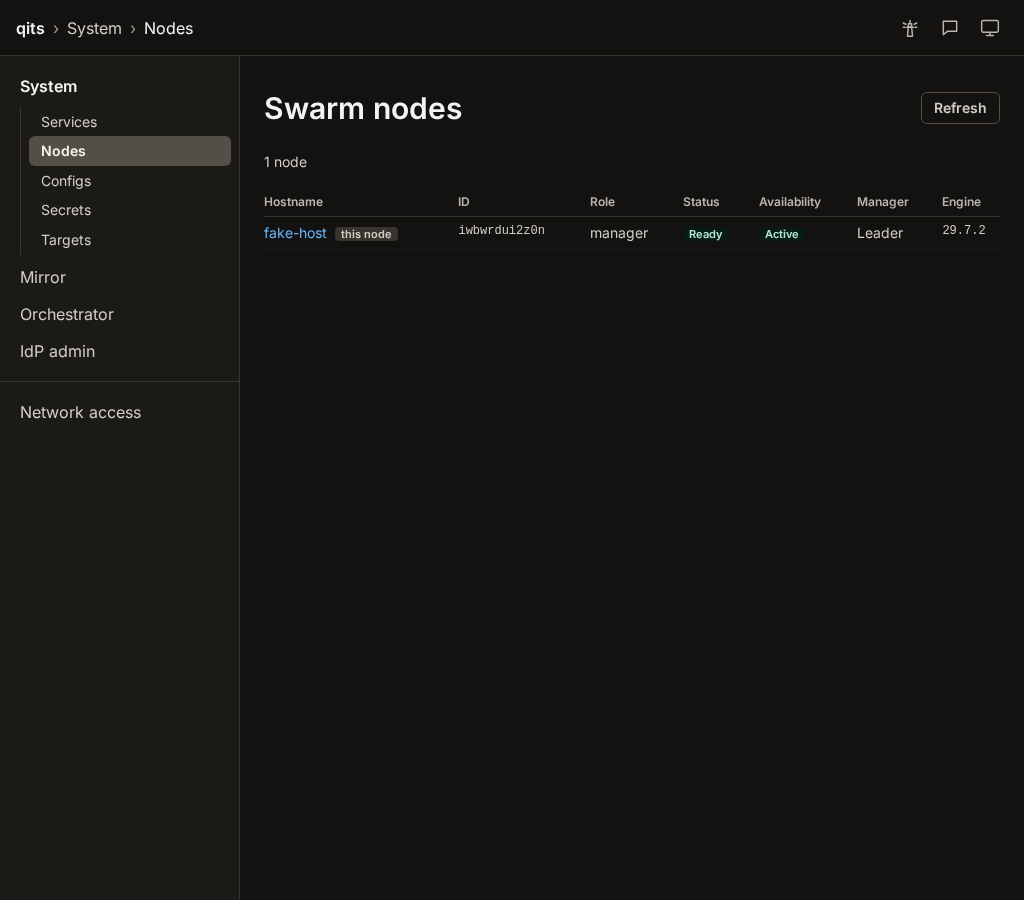 qits › System › Nodes
System
Services
Nodes
Configs
Secrets
Targets
Mirror
Orchestrator
IdP admin
Network access
Swarm nodes
Refresh
1 node
Hostname ID Role Status Availability Manager Engine
fake-host this node iwbwrdui2z0n manager Ready Active Leader 29.7.2